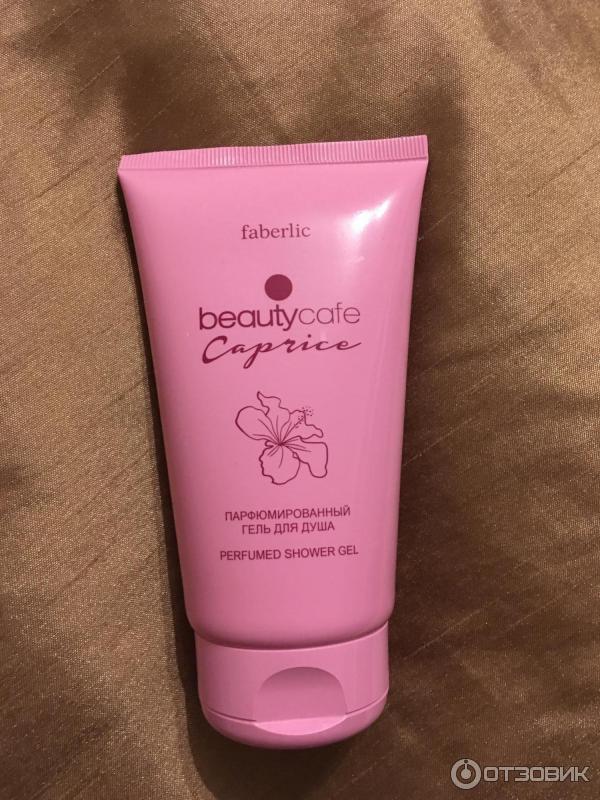 faberlic
beautycafe
Caprice
ПАРФЮМИРОВАННЫЙ
ГЕЛЬ ДЛЯ ДУША
PERFUMED SHOWER GEL
ОТЗОВИК